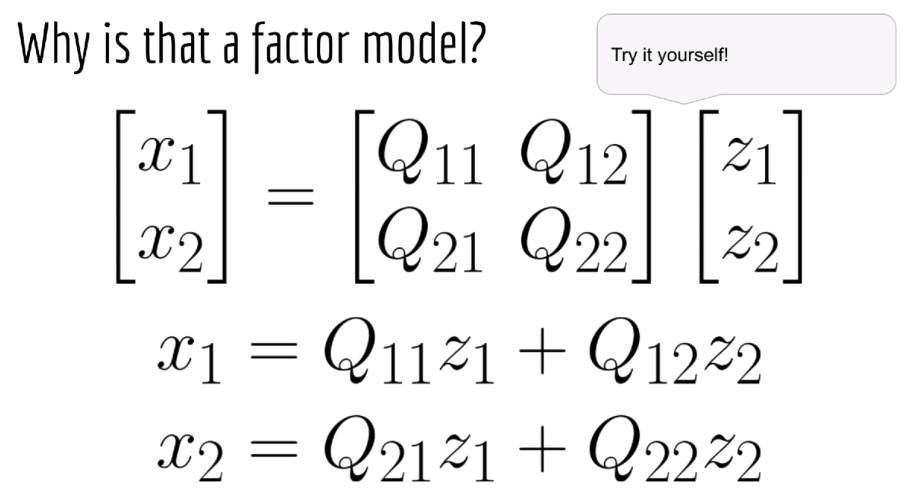 Why is that a factor model?
Try it yourself!
[x₁; x₂] = [Q₁₁ Q₁₂; Q₂₁ Q₂₂] [z₁; z₂]
x₁ = Q₁₁z₁ + Q₁₂z₂
x₂ = Q₂₁z₁ + Q₂₂z₂